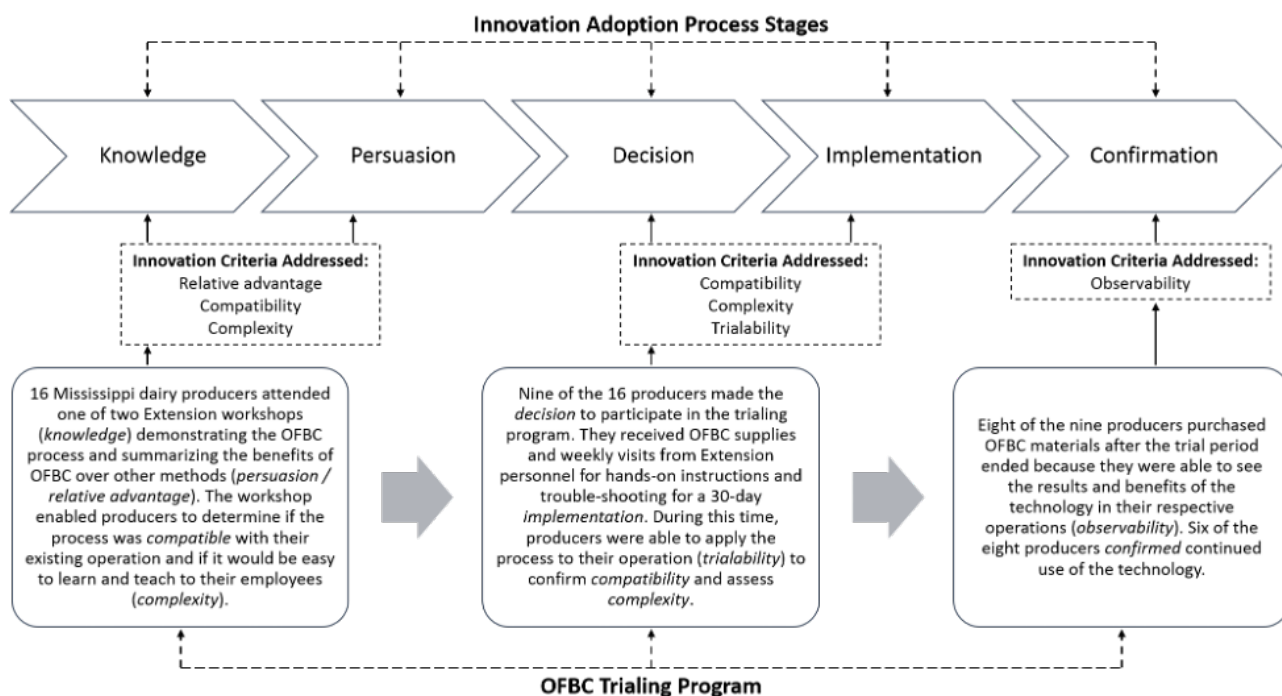 Innovation Adoption Process Stages
Knowledge
Persuasion
Decision
Implementation
Confirmation
Innovation Criteria Addressed:
Relative advantage
Compatibility
Complexity
Innovation Criteria Addressed:
Compatibility
Complexity
Trialability
Innovation Criteria Addressed:
Observability
16 Mississippi dairy producers attended
one of two Extension workshops
(knowledge) demonstrating the OFBC
process and summarizing the benefits
of OFBC over other methods (persuasion /
relative advantage). The workshop
enabled producers to determine if the
process was compatible with their
existing operation and if it would be easy
to learn and teach to their employees
(complexity).
Nine of the 16 producers made the
decision to participate in the trialing
program. They received OFBC supplies
and weekly visits from Extension
personnel for hands-on instructions and
trouble-shooting for a 30-day
implementation. During this time,
producers were able to apply the
process to their operation (trialability) to
confirm compatibility and assess
complexity.
Eight of the nine producers purchased
OFBC materials after the trial period
ended because they were able to see
the results and benefits of the
technology in their respective
operations (observability). Six of the
eight producers confirmed continued
use of the technology.
OFBC Trialing Program